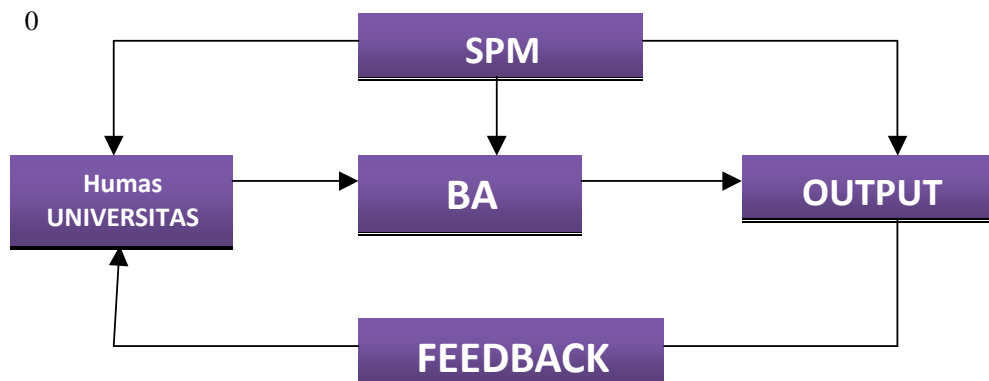 0
SPM
Humas
UNIVERSITAS
BA
OUTPUT
FEEDBACK